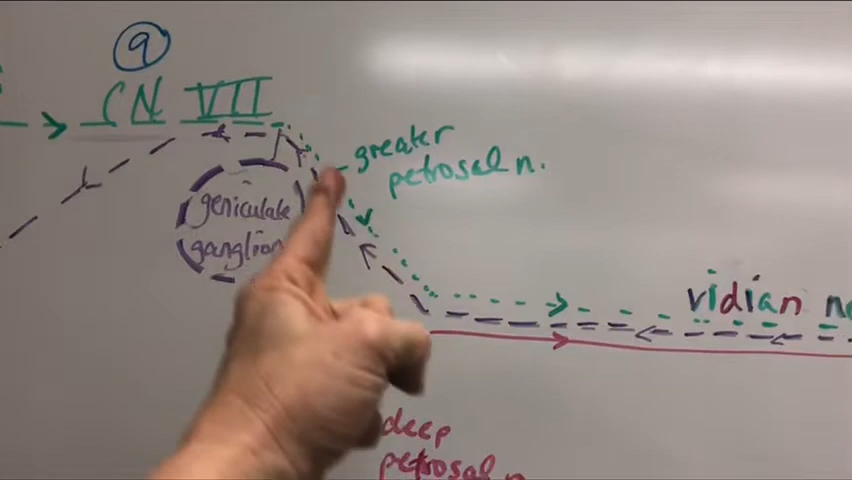 9
CN VII
greater
petrosal n.
geniculate
ganglion
vidian
deep
petrosal n